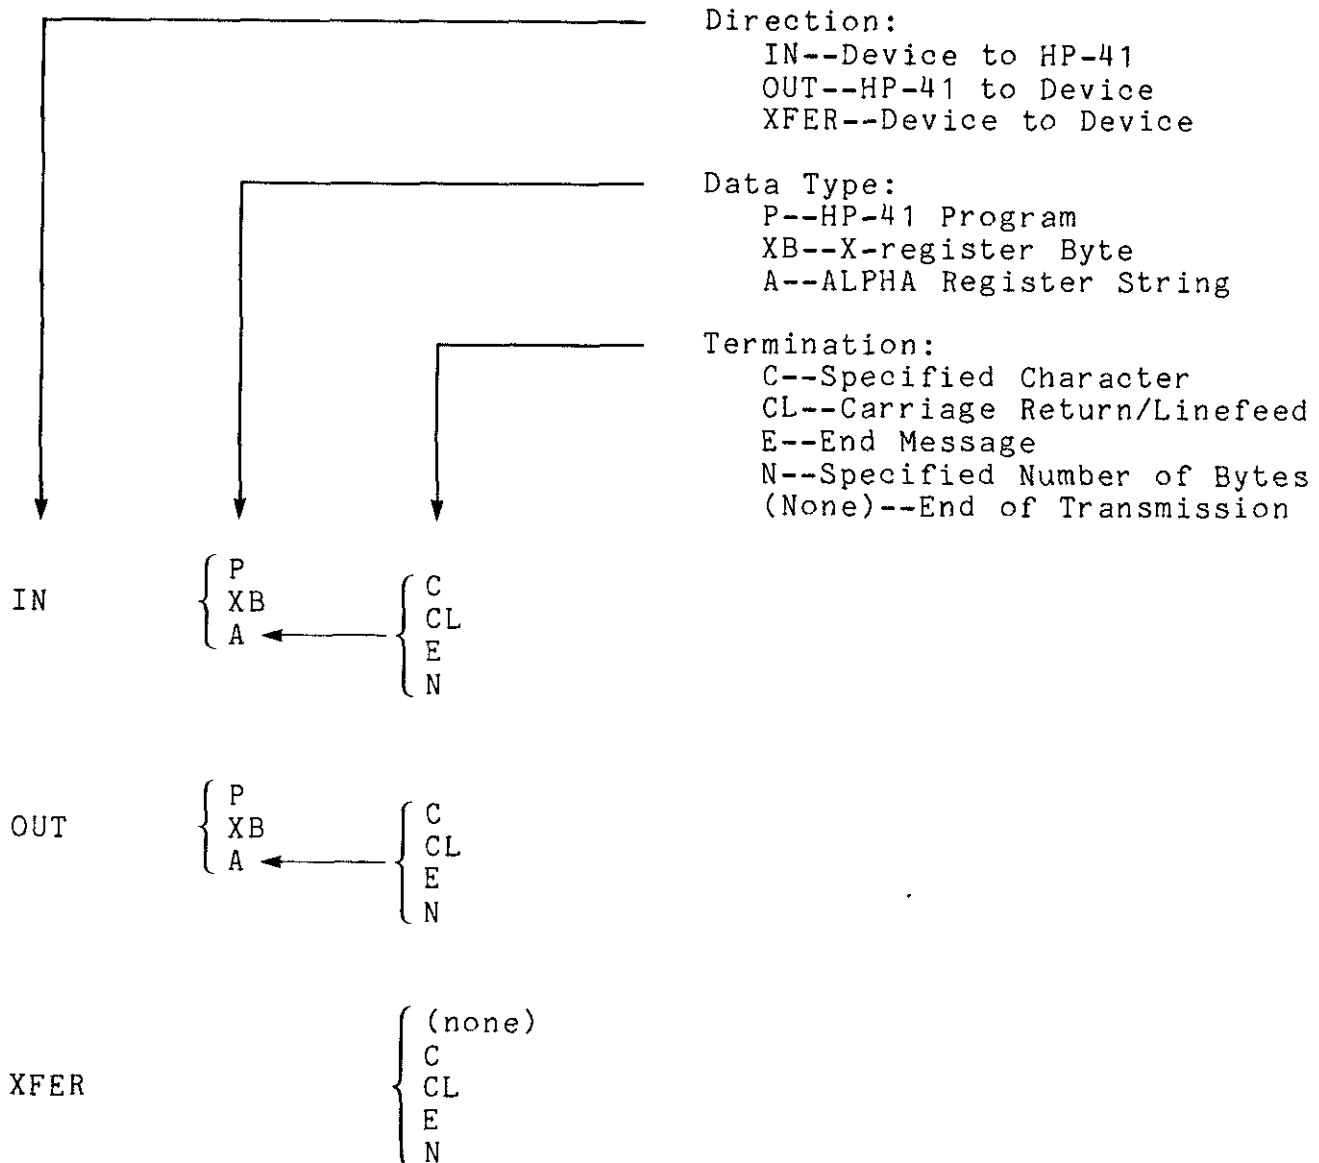 Direction:
IN--Device to HP-41
OUT--HP-41 to Device
XFER--Device to Device
Data Type:
P--HP-41 Program
XB--X-register Byte
A--ALPHA Register String
Termination:
C--Specified Character
CL--Carriage Return/Linefeed
E--End Message
N--Specified Number of Bytes
(None)--End of Transmission
IN
P
XB
A
C
CL
E
N
OUT
P
XB
A
C
CL
E
N
XFER
(none)
C
CL
E
N